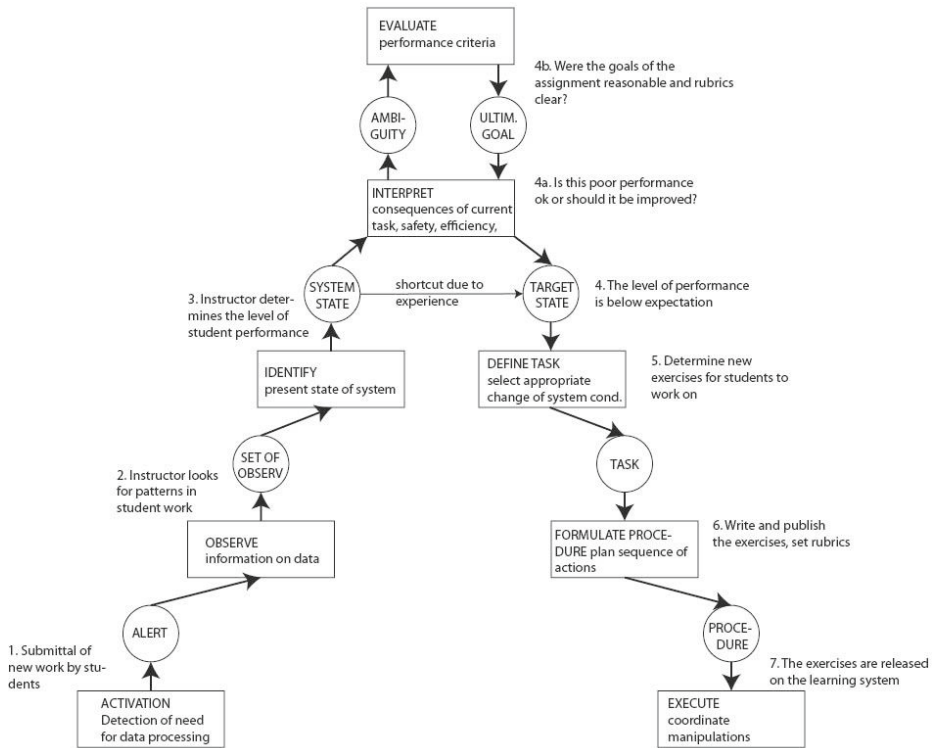 EVALUATE
performance criteria
4b. Were the goals of the
assignment reasonable and rubrics
clear?
AMBI-
GUITY
ULTIM.
GOAL
4a. Is this poor performance
ok or should it be improved?
INTERPRET
consequences of current
task, safety, efficiency,
SYSTEM
STATE
shortcut due to
experience
TARGET
STATE
3. Instructor deter-
mines the level of
student performance
4. The level of performance
is below expectation
IDENTIFY
present state of system
DEFINE TASK
select appropriate
change of system cond.
5. Determine new
exercises for students to
work on
SET OF
OBSERV
TASK
2. Instructor looks
for patterns in
student work
OBSERVE
information on data
FORMULATE PROCE-
DURE plan sequence of
actions
6. Write and publish
the exercises, set rubrics
ALERT
PROCE-
DURE
1. Submittal of
new work by stu-
dents
7. The exercises are released
on the learning system
ACTIVATION
Detection of need
for data processing
EXECUTE
coordinate
manipulations